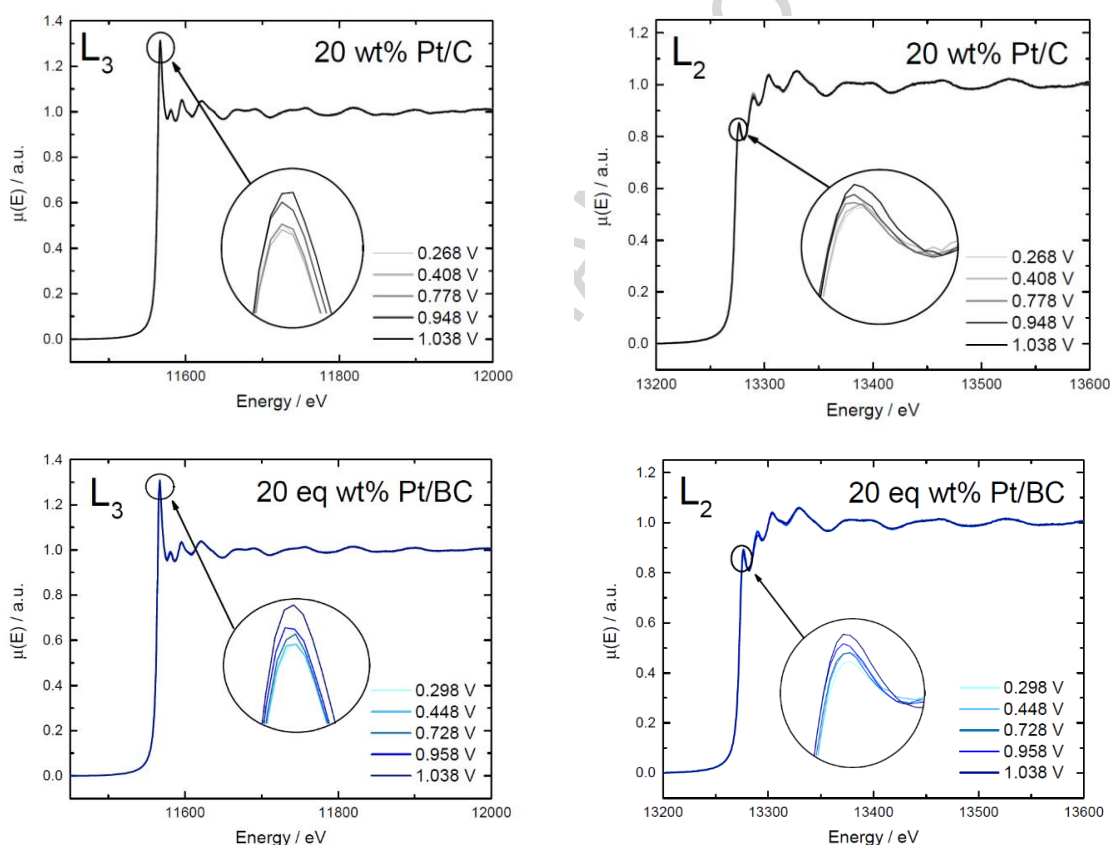 L3
20 wt% Pt/C
1.4
1.2
1.0
0.8
0.6
0.4
0.2
0.0
μ(E) / a.u.
0.268 V
0.408 V
0.778 V
0.948 V
1.038 V
11600
11800
12000
Energy / eV
L2
20 wt% Pt/C
1.2
1.0
0.8
0.6
0.4
0.2
0.0
μ(E) / a.u.
0.268 V
0.408 V
0.778 V
0.948 V
1.038 V
13200
13300
13400
13500
13600
Energy / eV
L3
20 eq wt% Pt/BC
1.4
1.2
1.0
0.8
0.6
0.4
0.2
0.0
μ(E) / a.u.
0.298 V
0.448 V
0.728 V
0.958 V
1.038 V
11600
11800
12000
Energy / eV
L2
20 eq wt% Pt/BC
1.2
1.0
0.8
0.6
0.4
0.2
0.0
μ(E) / a.u.
0.298 V
0.448 V
0.728 V
0.958 V
1.038 V
13200
13300
13400
13500
13600
Energy / eV